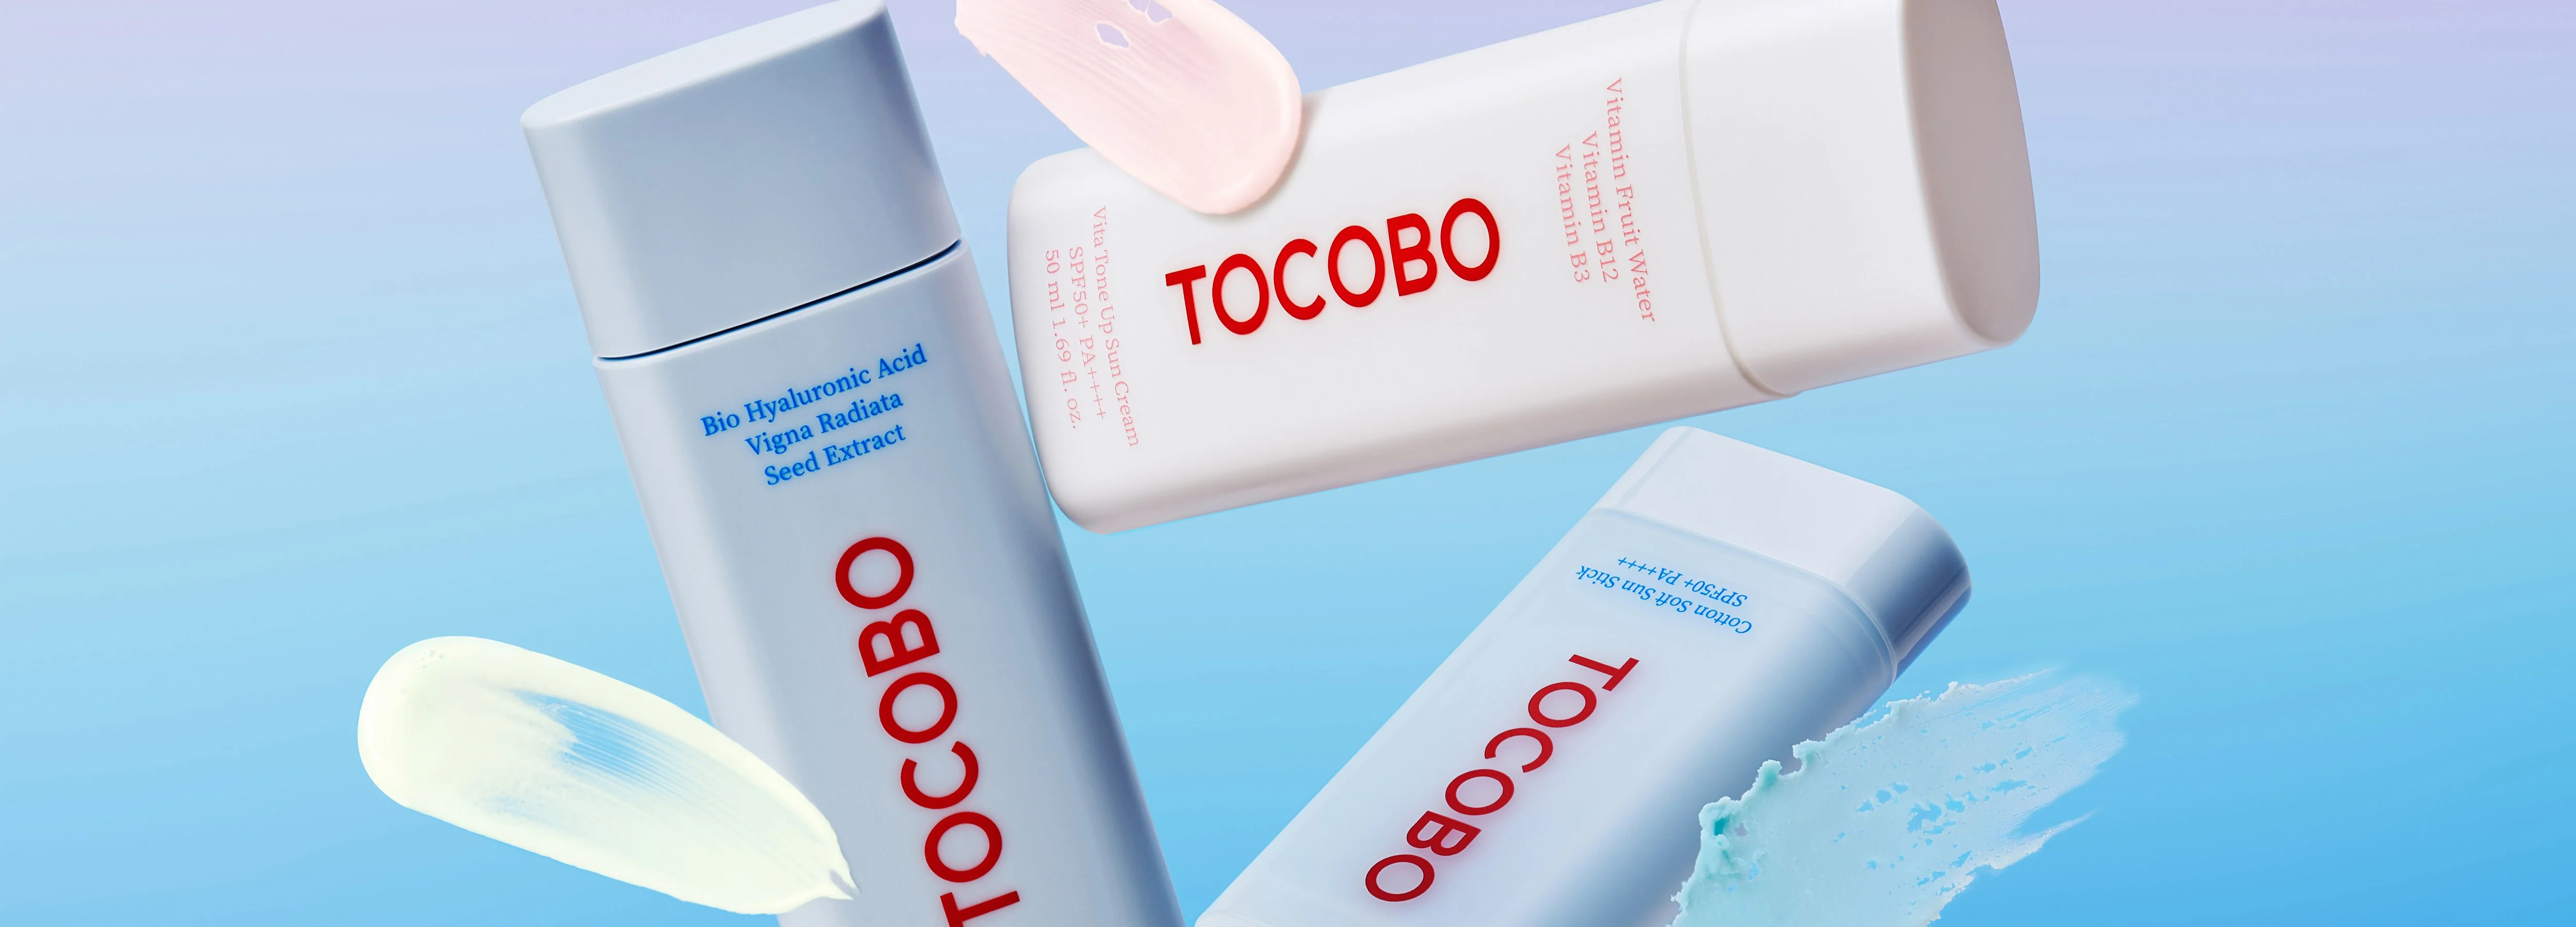 Bio Hyaluronic Acid
Vigna Radiata
Seed Extract
TOCOBO
Vita Tone Up Sun Cream
SPF50+ PA++++
50 ml 1.69 fl. oz.
TOCOBO
Vitamin Fruit Water
Vitamin B12
Vitamin B3
Cotton Soft Sun Stick
SPF50+ PA++++
TOCOBO